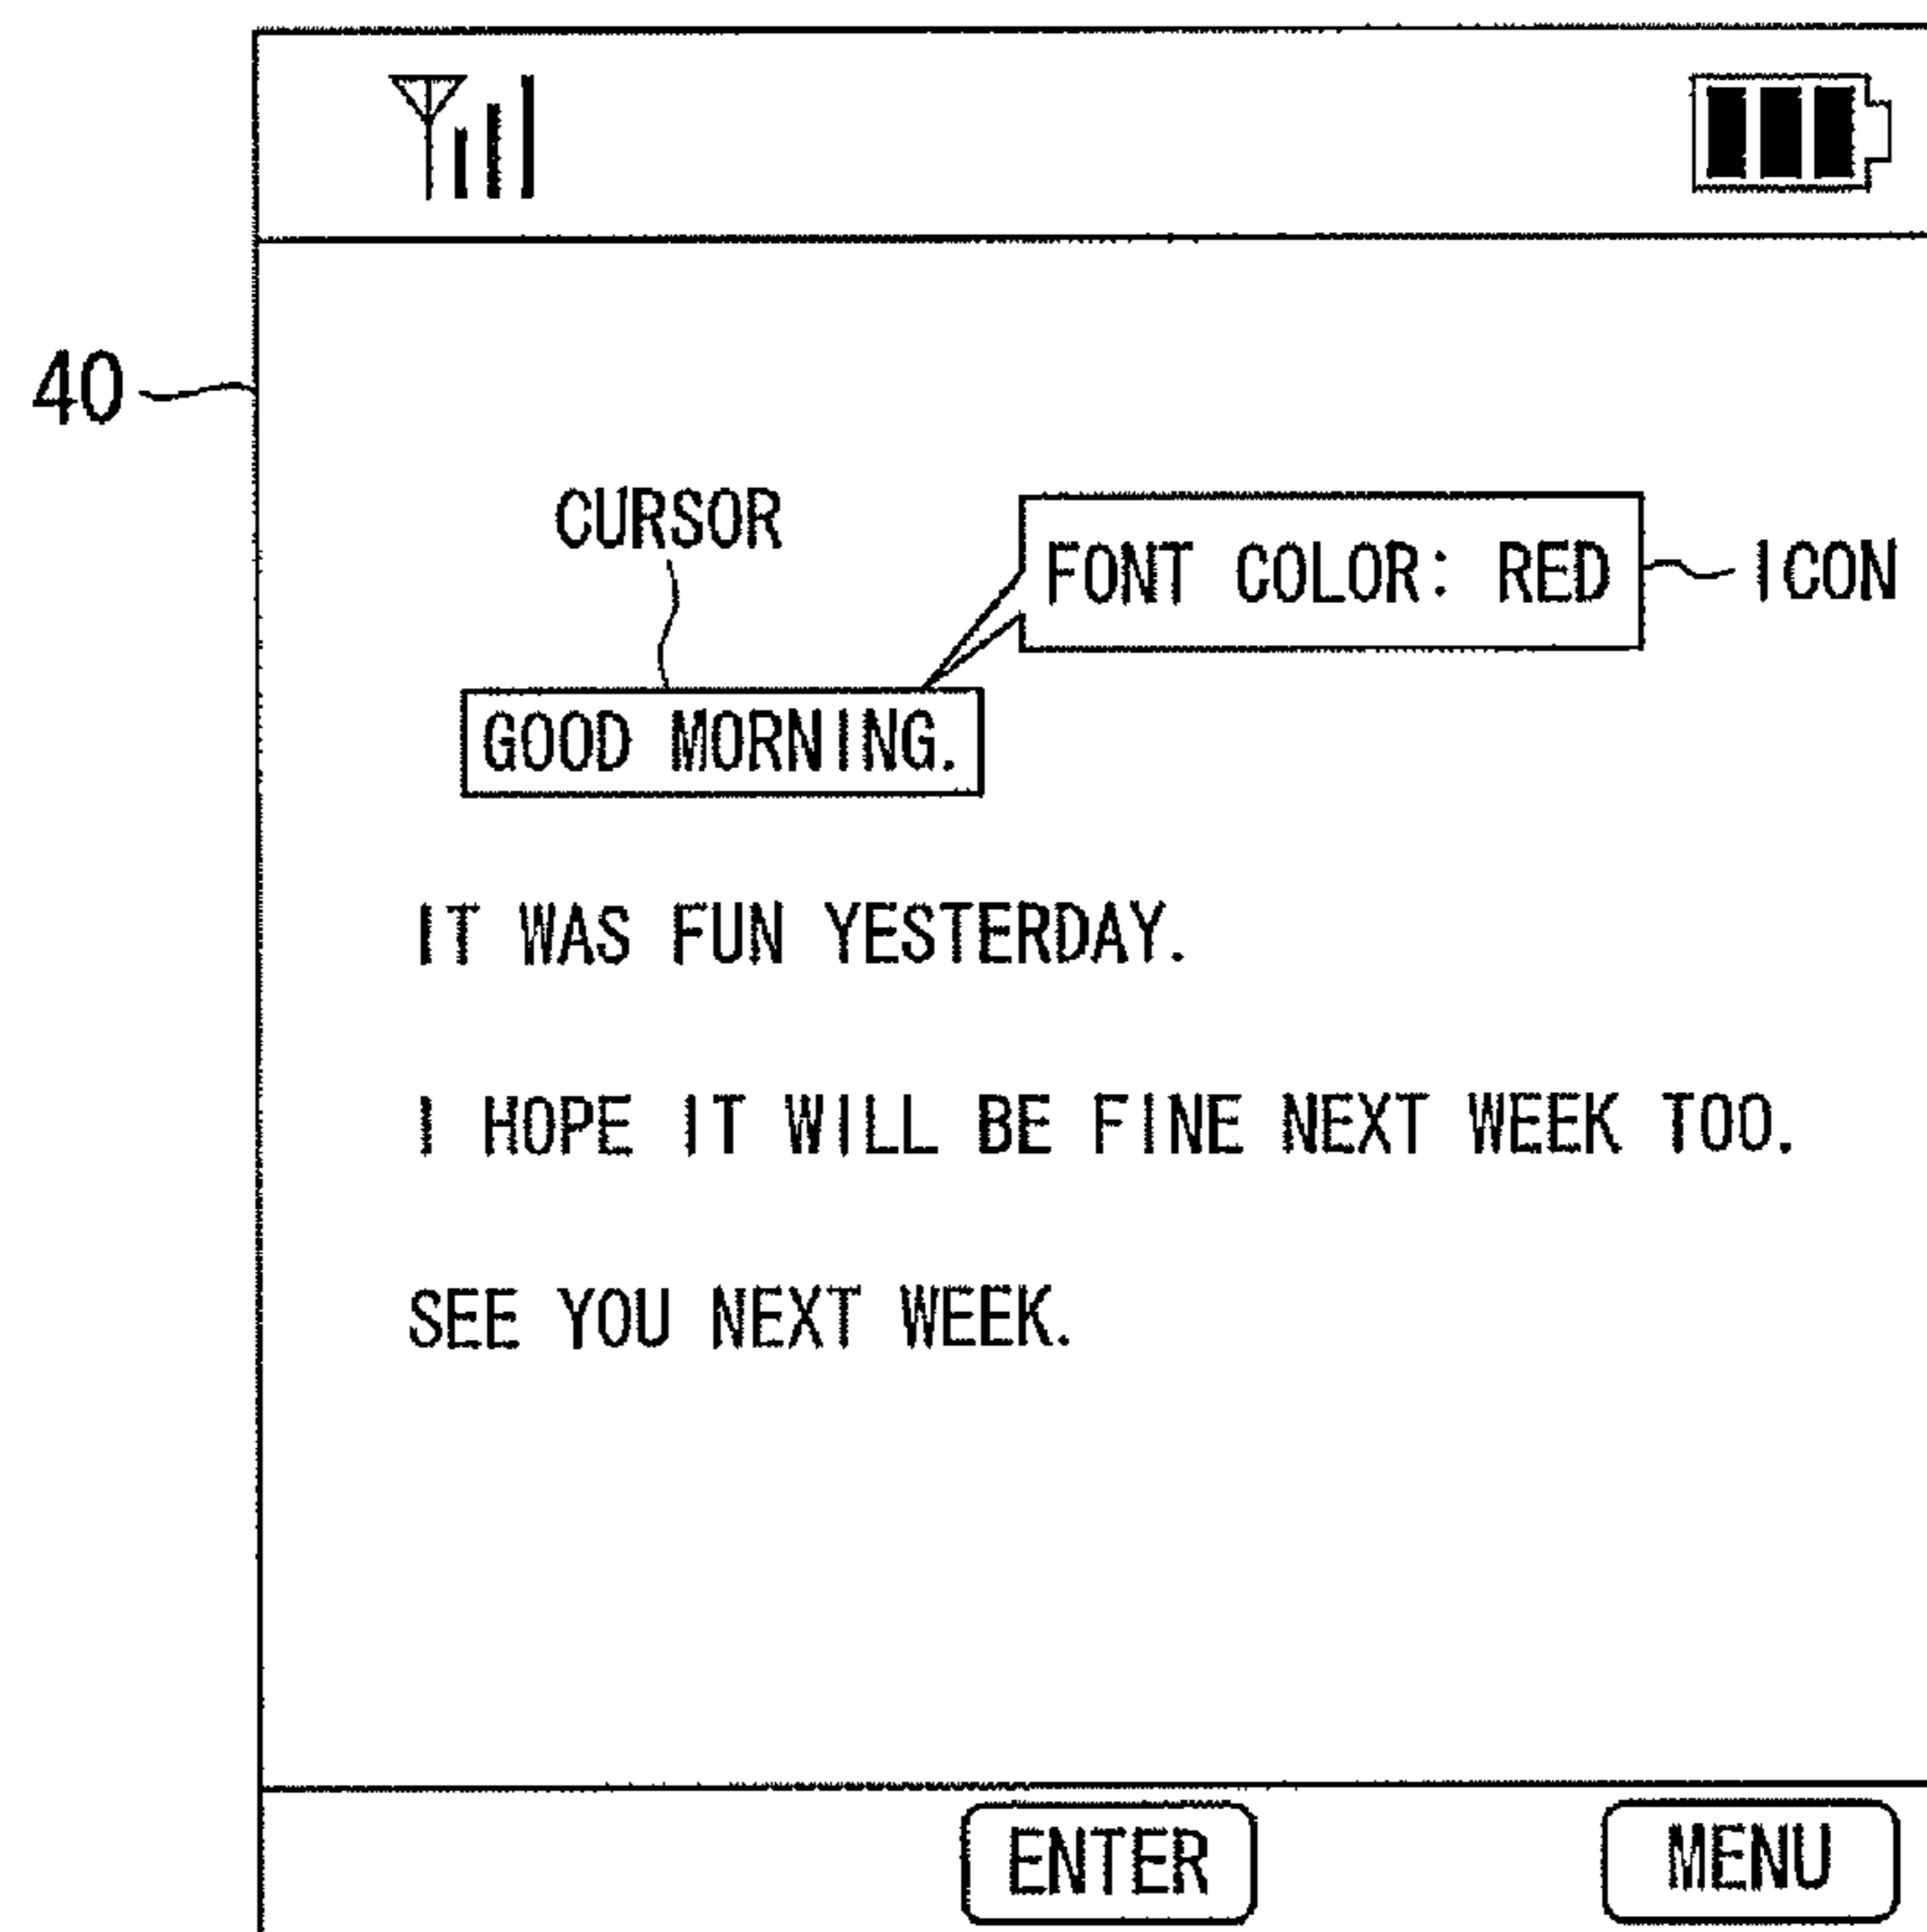 40
CURSOR
FONT COLOR: RED
ICON
GOOD MORNING.
IT WAS FUN YESTERDAY.
I HOPE IT WILL BE FINE NEXT WEEK TOO.
SEE YOU NEXT WEEK.
ENTER
MENU